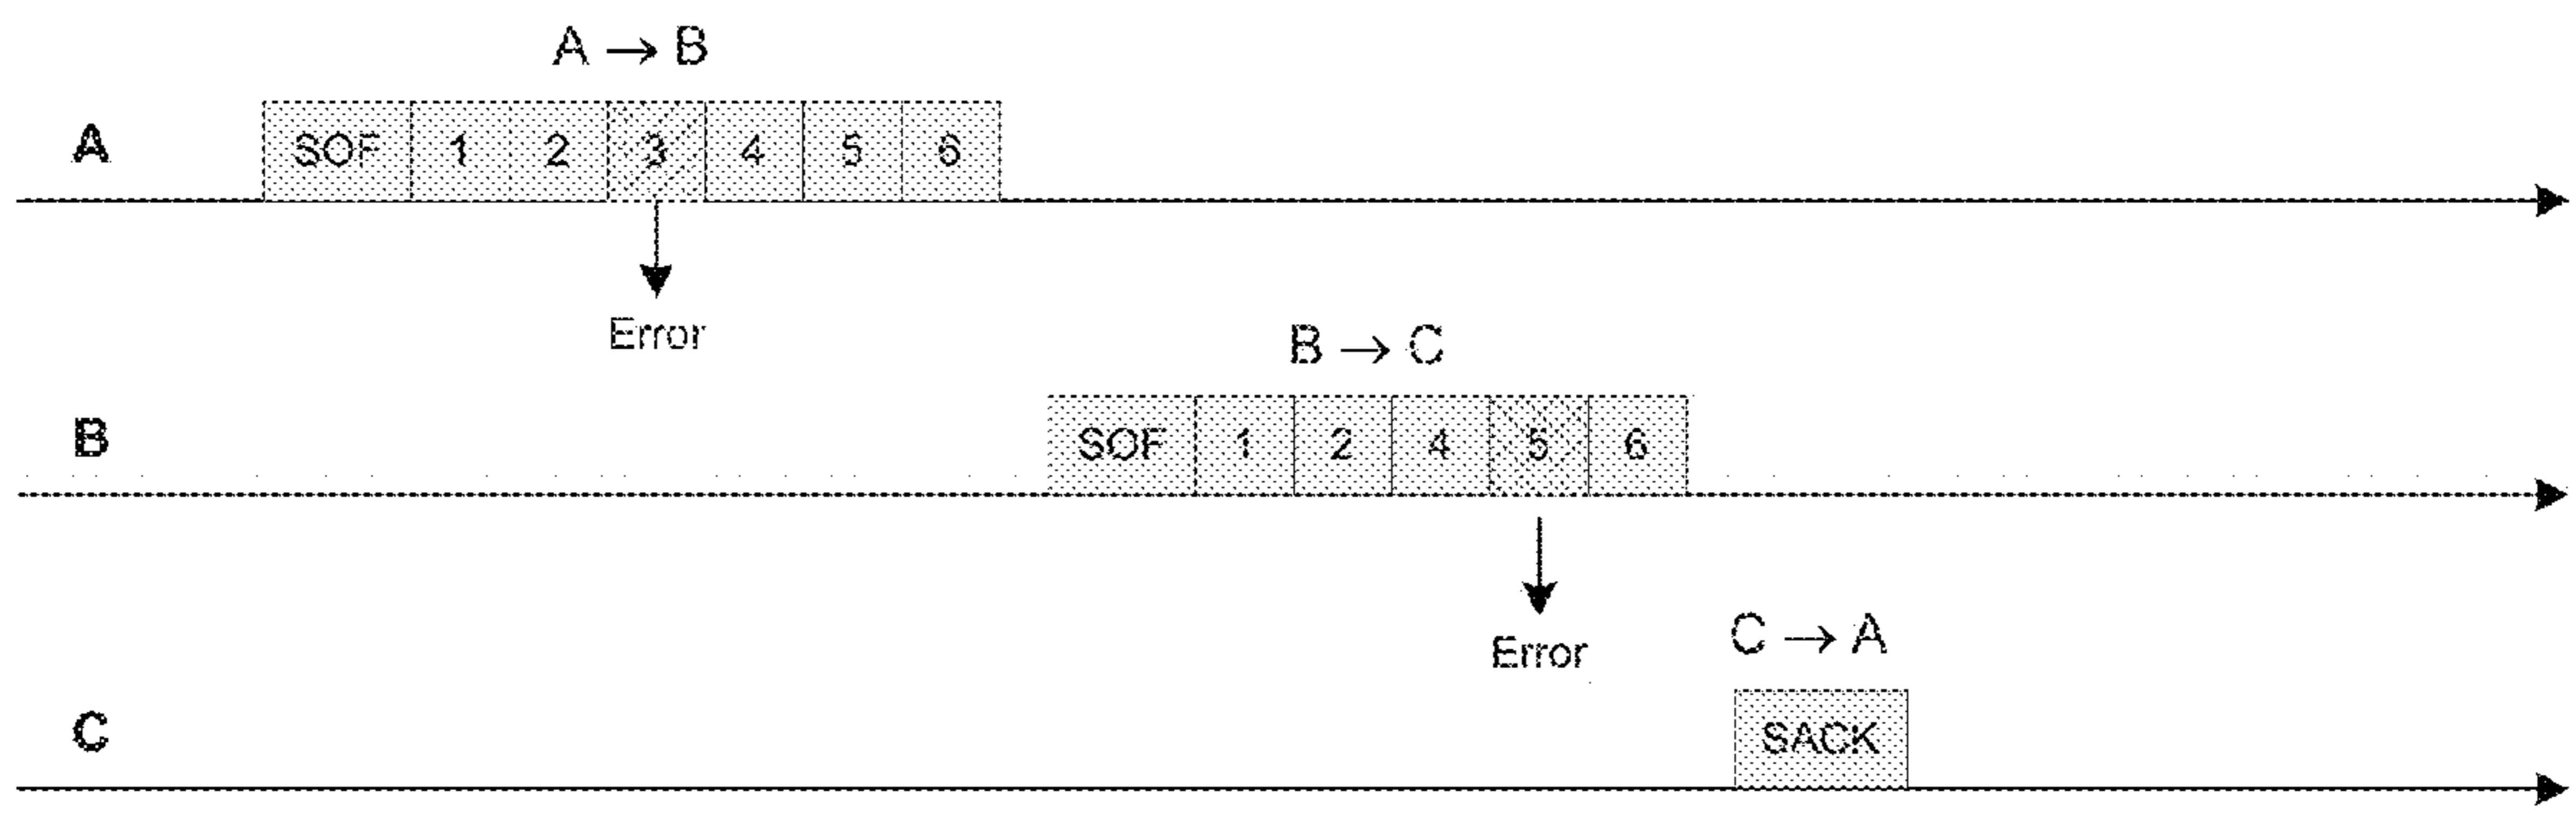 A → B
A SOF 1 2 3 4 5 6
Error
B → C
B SOF 1 2 4 5 6
Error
C → A
C SACK